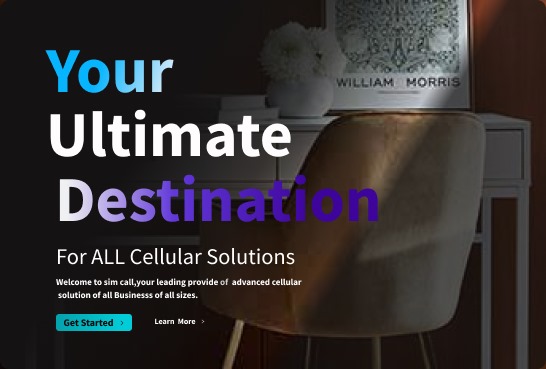 WILLIAM MORRIS
Your
Ultimate
Destination
For ALL Cellular Solutions
Welcome to sim call,your leading provide of advanced cellular
solution of all Businesss of all sizes.
Get Started >
Learn More >